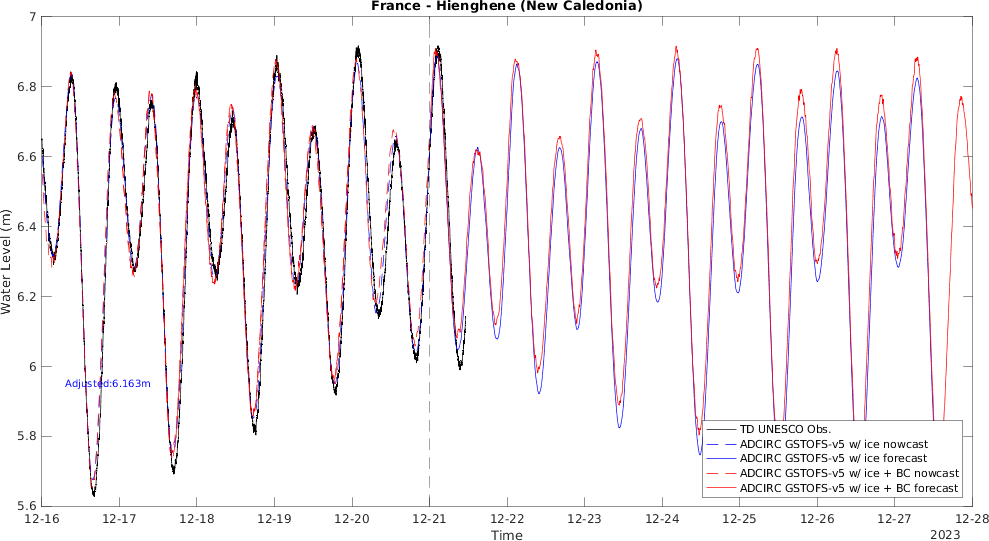 France - Hienghene (New Caledonia)
7
6.8
6.6
6.4
6.2
6
5.8
5.6
Water Level (m)
Adjusted:6.163m
TD UNESCO Obs.
ADCIRC GSTOFS-v5 w/ ice nowcast
ADCIRC GSTOFS-v5 w/ ice forecast
ADCIRC GSTOFS-v5 w/ ice + BC nowcast
ADCIRC GSTOFS-v5 w/ ice + BC forecast
12-16 12-17 12-18 12-19 12-20 12-21 12-22 12-23 12-24 12-25 12-26 12-27 12-28
Time
2023